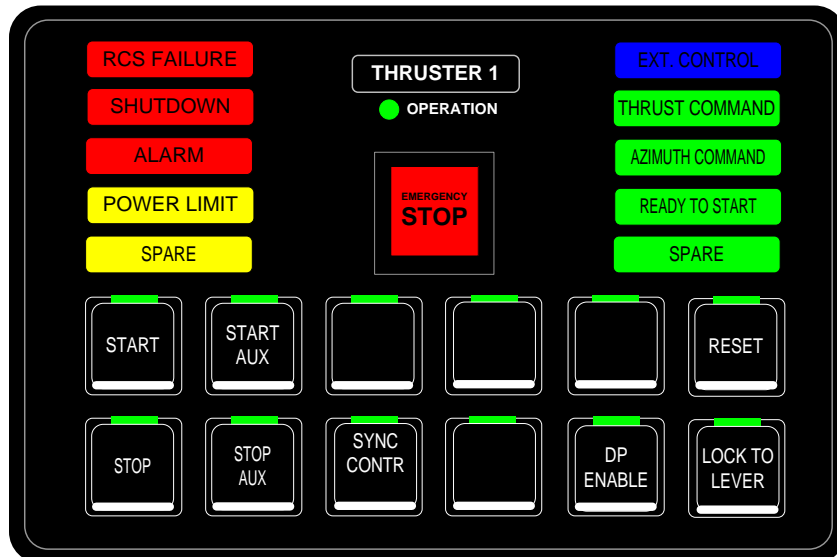 RCS FAILURE
THRUSTER 1
EXT. CONTROL
SHUTDOWN
OPERATION
THRUST COMMAND
ALARM
AZIMUTH COMMAND
POWER LIMIT
EMERGENCY
STOP
READY TO START
SPARE
SPARE
START
START
AUX
RESET
STOP
STOP
AUX
SYNC
CONTR
DP
ENABLE
LOCK TO
LEVER